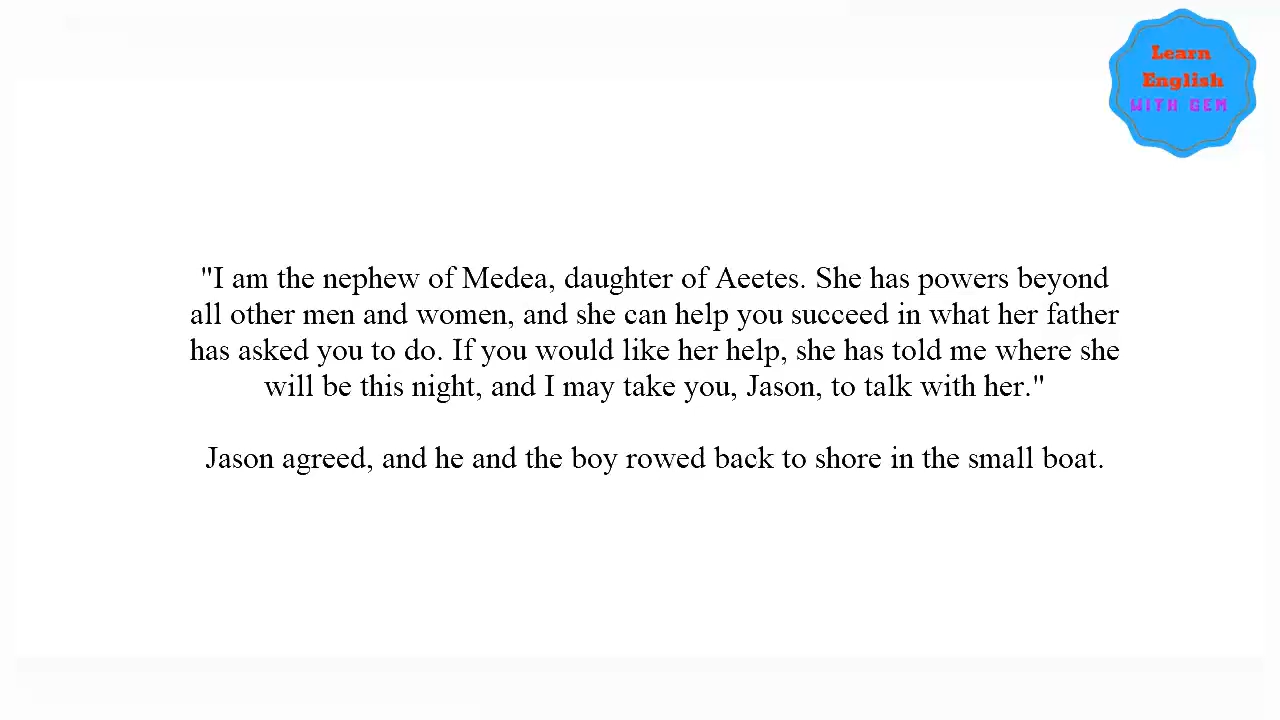 Learn
English
WITH GEM
"I am the nephew of Medea, daughter of Aeetes. She has powers beyond
all other men and women, and she can help you succeed in what her father
has asked you to do. If you would like her help, she has told me where she
will be this night, and I may take you, Jason, to talk with her."
Jason agreed, and he and the boy rowed back to shore in the small boat.